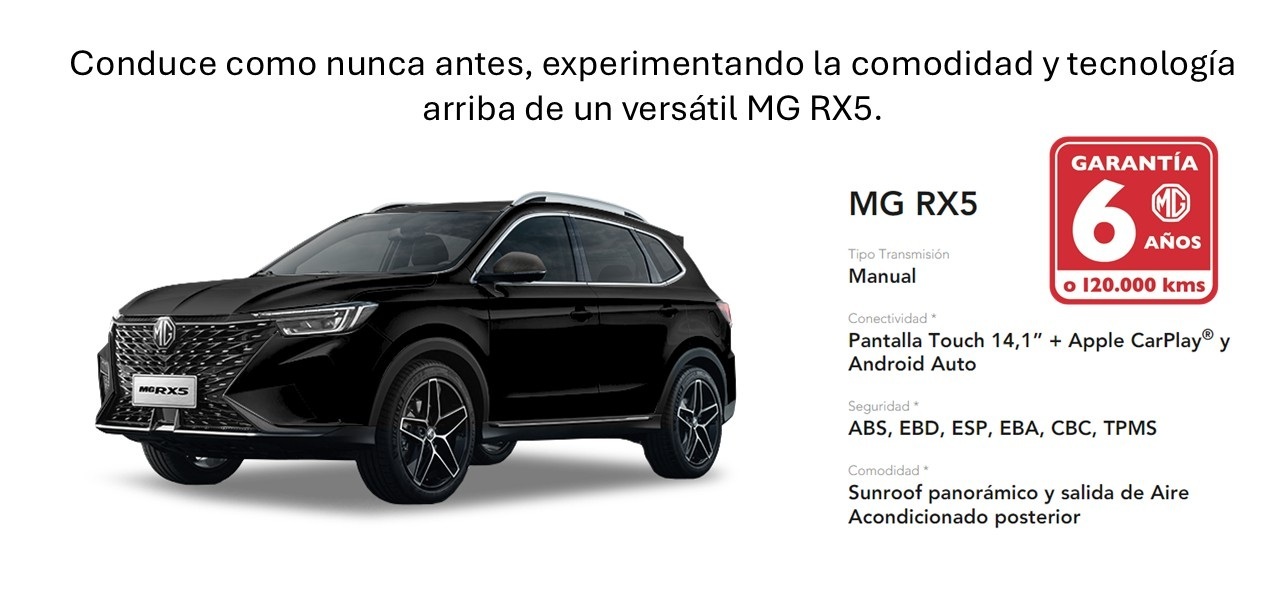 Conduce como nunca antes, experimentando la comodidad y tecnología
arriba de un versátil MG RX5.
GARANTÍA
6
MG
AÑOS
o 120.000 kms
MG RX5
Tipo Transmisión
Manual
Conectividad *
Pantalla Touch 14,1” + Apple CarPlay® y
Android Auto
Seguridad *
ABS, EBD, ESP, EBA, CBC, TPMS
Comodidad *
Sunroof panorámico y salida de Aire
Acondicionado posterior
MG
MG RX5